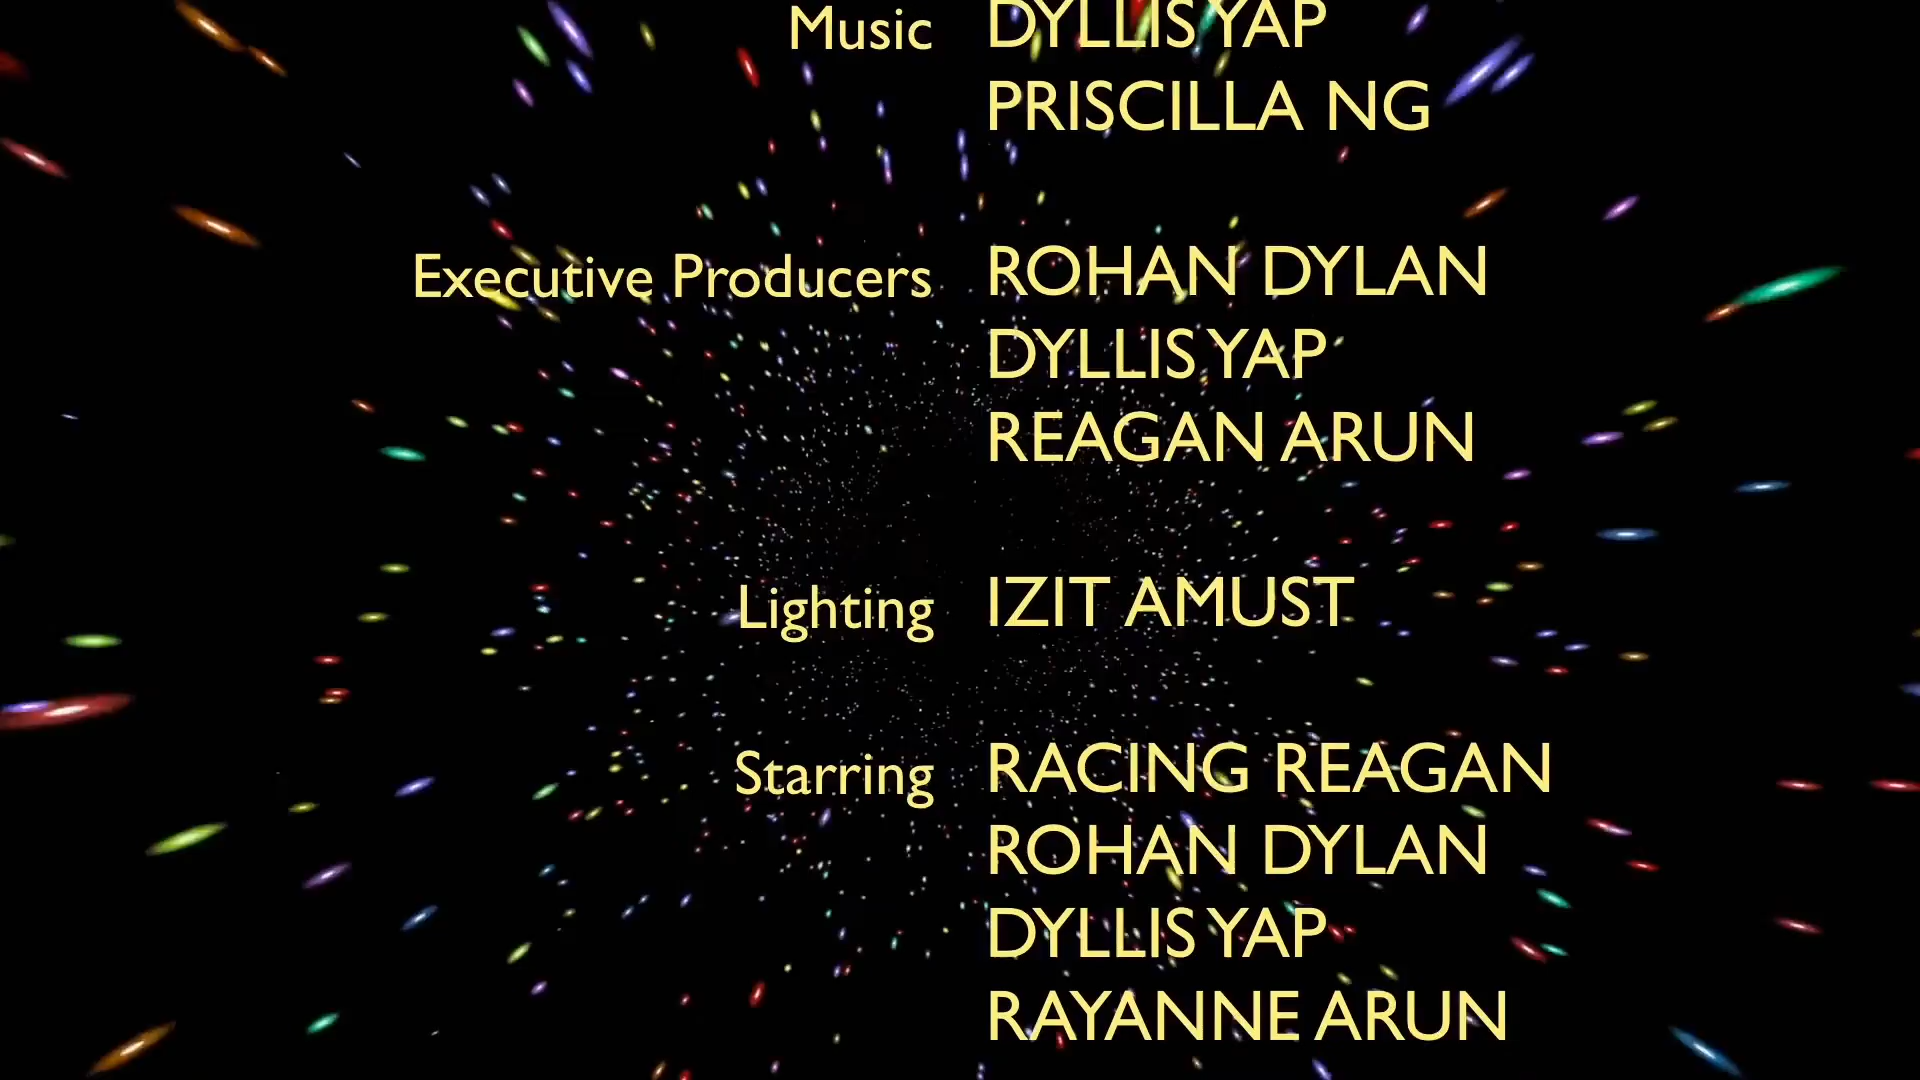 Music DYLLIS YAP
PRISCILLA NG
Executive Producers ROHAN DYLAN
DYLLIS YAP
REAGAN ARUN
Lighting IZIT AMUST
Starring RACING REAGAN
ROHAN DYLAN
DYLLIS YAP
RAYANNE ARUN